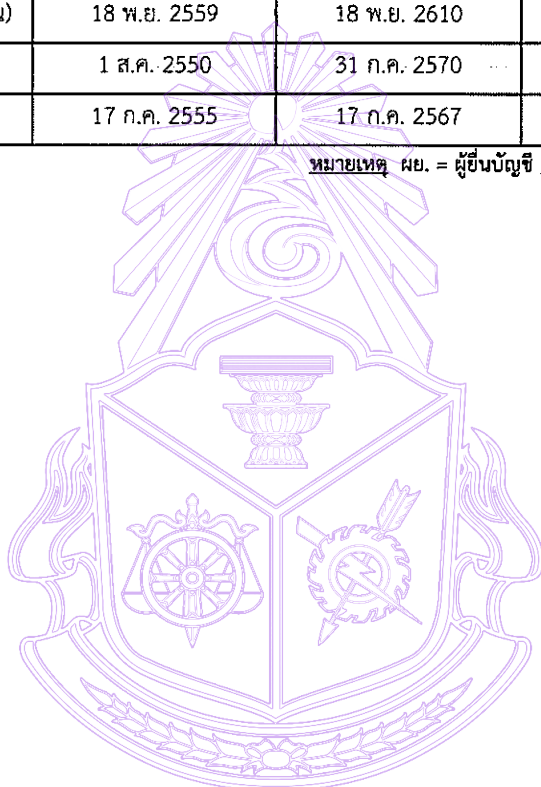 น) 18 พ.ย. 2559 18 พ.ย. 2610
1 ส.ค. 2550 31 ก.ค. 2570
17 ก.ค. 2555 17 ก.ค. 2567
หมายเหตุ ผย. = ผู้ยื่นบัญชี